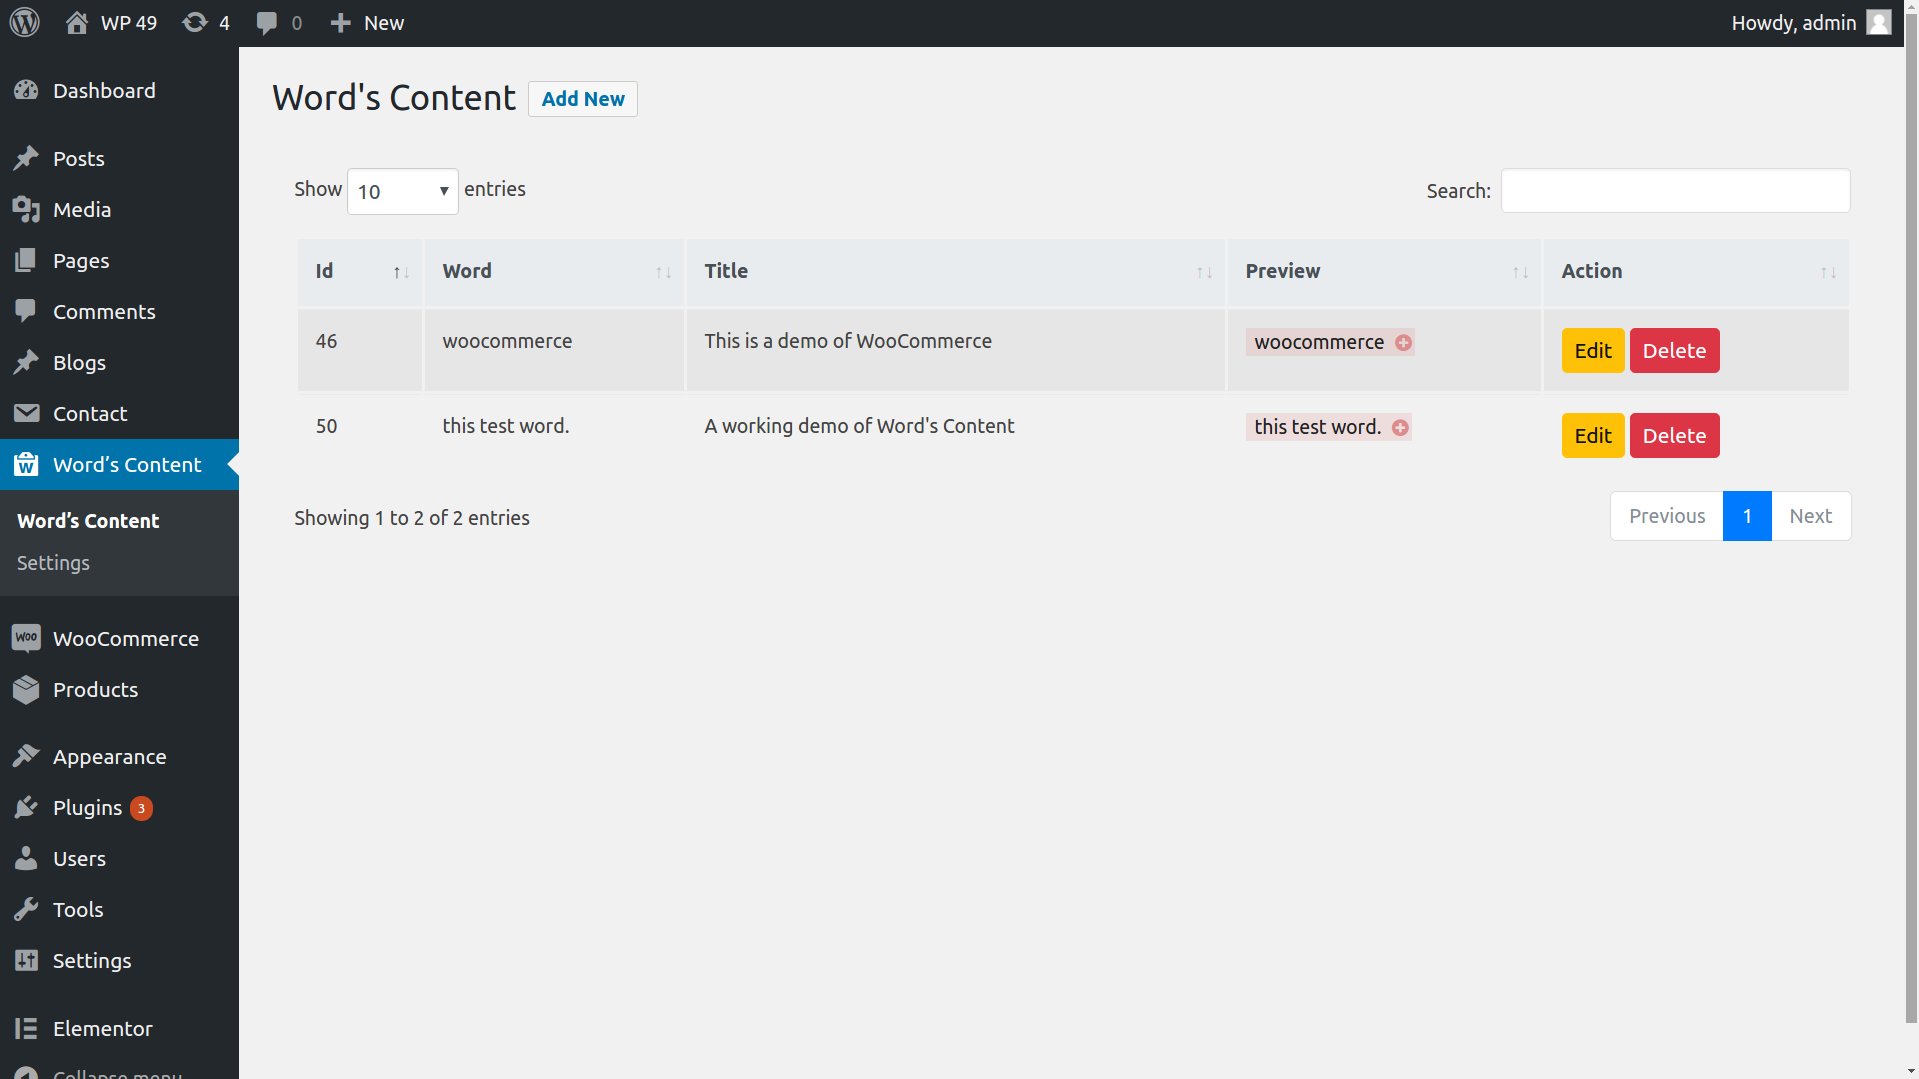 WP 49 4 0 New Howdy, admin
Dashboard
Posts
Media
Pages
Comments
Blogs
Contact
Word’s Content
Word’s Content
Settings
WooCommerce
Products
Appearance
Plugins 3
Users
Tools
Settings
Elementor
Collapse menu
Word's Content Add New
Show 10 entries Search:
Id Word Title Preview Action
46 woocommerce This is a demo of WooCommerce woocommerce Edit Delete
50 this test word. A working demo of Word's Content this test word. Edit Delete
Showing 1 to 2 of 2 entries Previous 1 Next